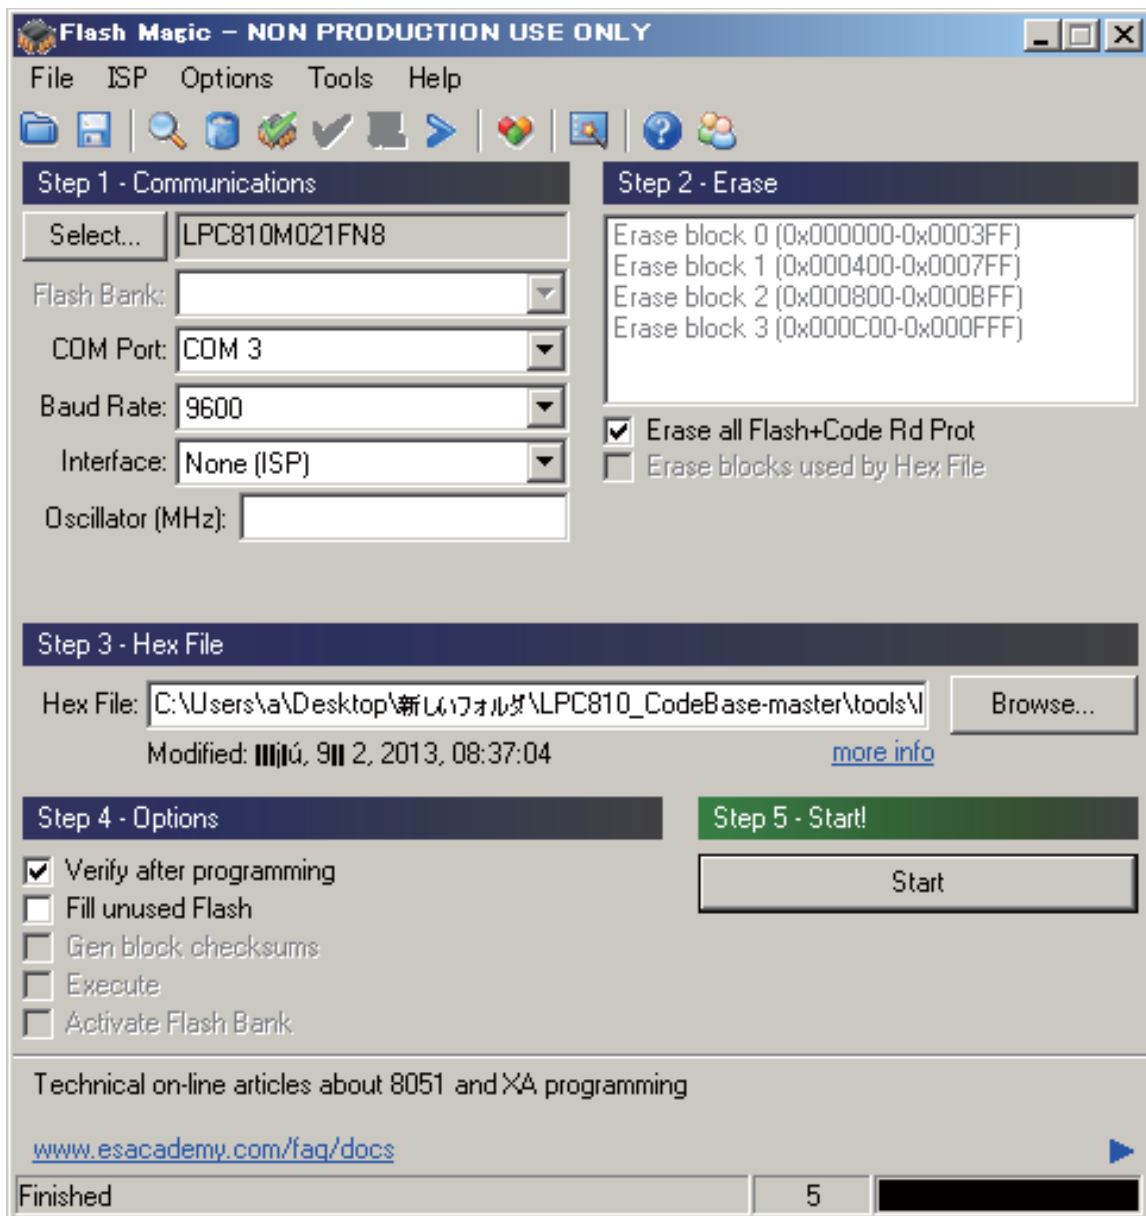 Flash Magic - NON PRODUCTION USE ONLY
File ISP Options Tools Help
Step 1 - Communications
Select... LPC810M021FN8
Flash Bank:
COM Port: COM 3
Baud Rate: 9600
Interface: None (ISP)
Oscillator (MHz):
Step 2 - Erase
Erase block 0 (0x000000-0x0003FF)
Erase block 1 (0x000400-0x0007FF)
Erase block 2 (0x000800-0x000BFF)
Erase block 3 (0x000C00-0x000FFF)
Erase all Flash+Code Rd Prot
Erase blocks used by Hex File
Step 3 - Hex File
Hex File: C:\Users\a\Desktop\新しいフォルダ\LPC810_CodeBase-master\tools\ Browse...
Modified: 2, 2013, 08:37:04 more info
Step 4 - Options
Verify after programming
Fill unused Flash
Gen block checksums
Execute
Activate Flash Bank
Step 5 - Start!
Start
Technical on-line articles about 8051 and XA programming
www.esacademy.com/faq/docs
Finished 5